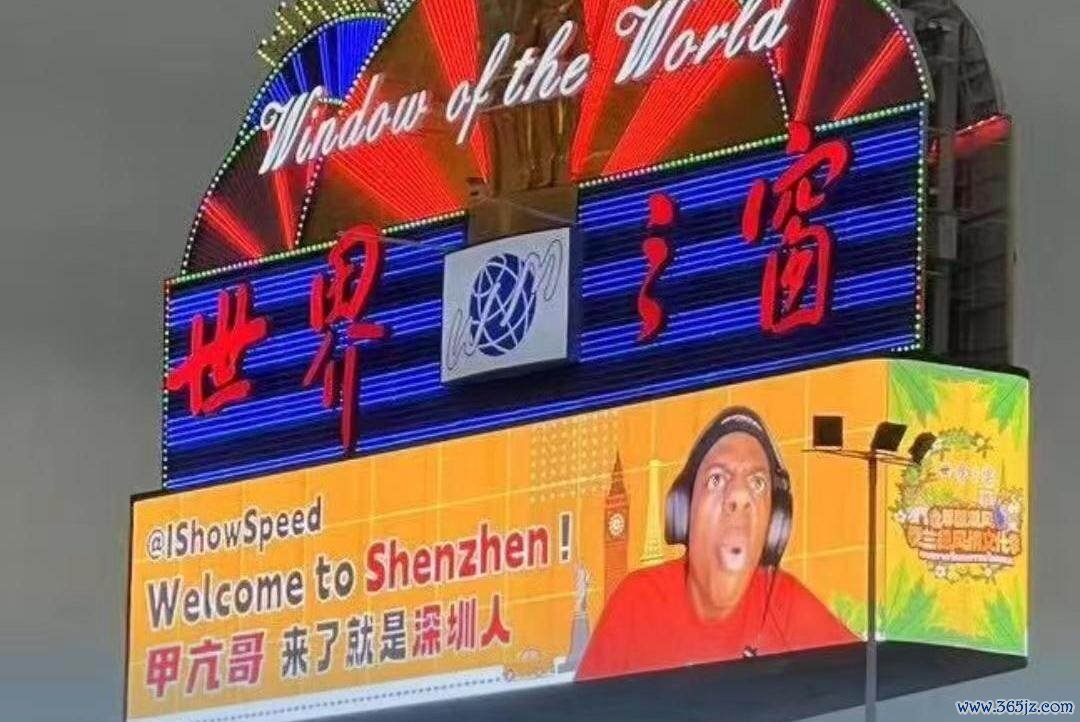 Window of the World
世界之窗
@IShowSpeed
Welcome to Shenzhen!
甲亢哥 来了就是深圳人
www.365jz.com